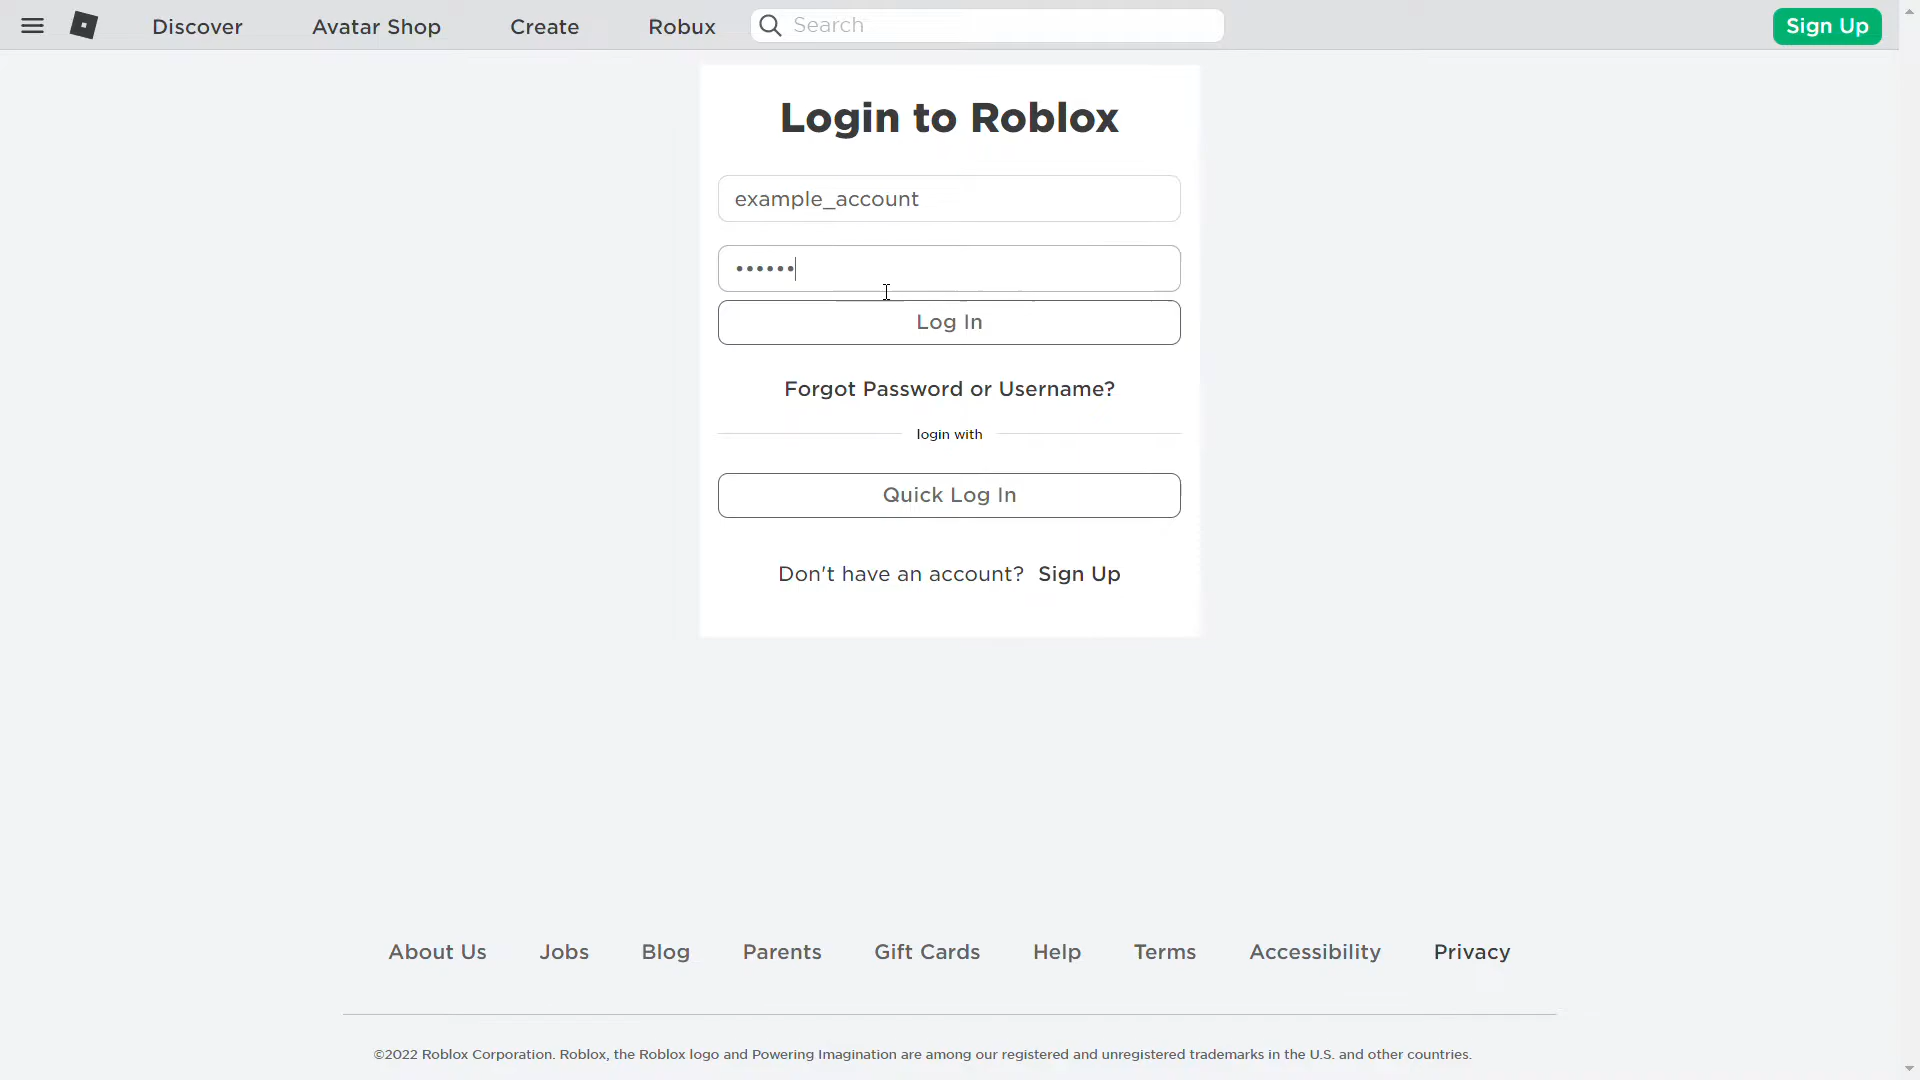 Discover Avatar Shop Create Robux Search Sign Up
Login to Roblox
example_account
••••••
Log In
Forgot Password or Username?
login with
Quick Log In
Don't have an account? Sign Up
About Us Jobs Blog Parents Gift Cards Help Terms Accessibility Privacy
©2022 Roblox Corporation. Roblox, the Roblox logo and Powering Imagination are among our registered and unregistered trademarks in the U.S. and other countries.